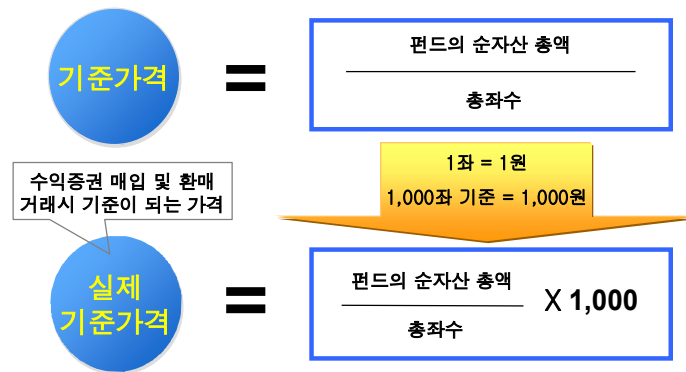 기준가격
=
펀드의 순자산 총액
총좌수
1좌 = 1원
1,000좌 기준 = 1,000원
수익증권 매입 및 환매
거래시 기준이 되는 가격
실제
기준가격
=
펀드의 순자산 총액
총좌수
X 1,000